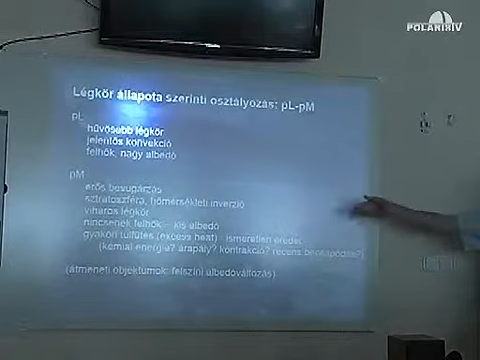 POLANIXIV
Légkör állapota szerinti osztályozás: pL-pM
pL
hűvösebb légkör
jelentős konvekció
felhők, nagy albedó
pM
erős besugárzás
sztratoszféra, hőmérsékleti inverzió
viharos légkör
nincsenek felhők – kis albedó
gyakori túlfűtés (excess heat) - ismeretlen eredet
(kémiai energia? árapály? kontrakció? recens becsapódás?)
(átmeneti objektumok: felszíni albedóváltozás)